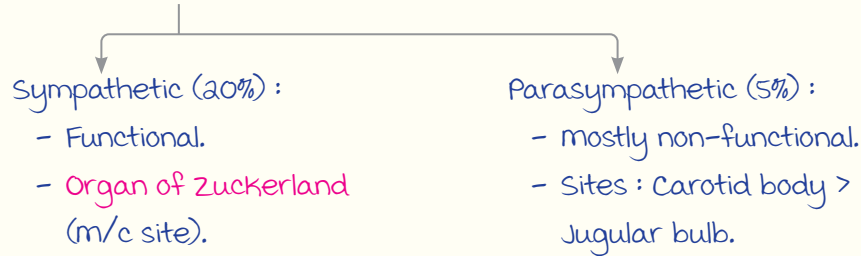 Sympathetic (20%) :
- Functional.
- Organ of Zuckerland
(m/c site).
Parasympathetic (5%) :
- mostly non-functional.
- Sites : Carotid body >
Jugular bulb.